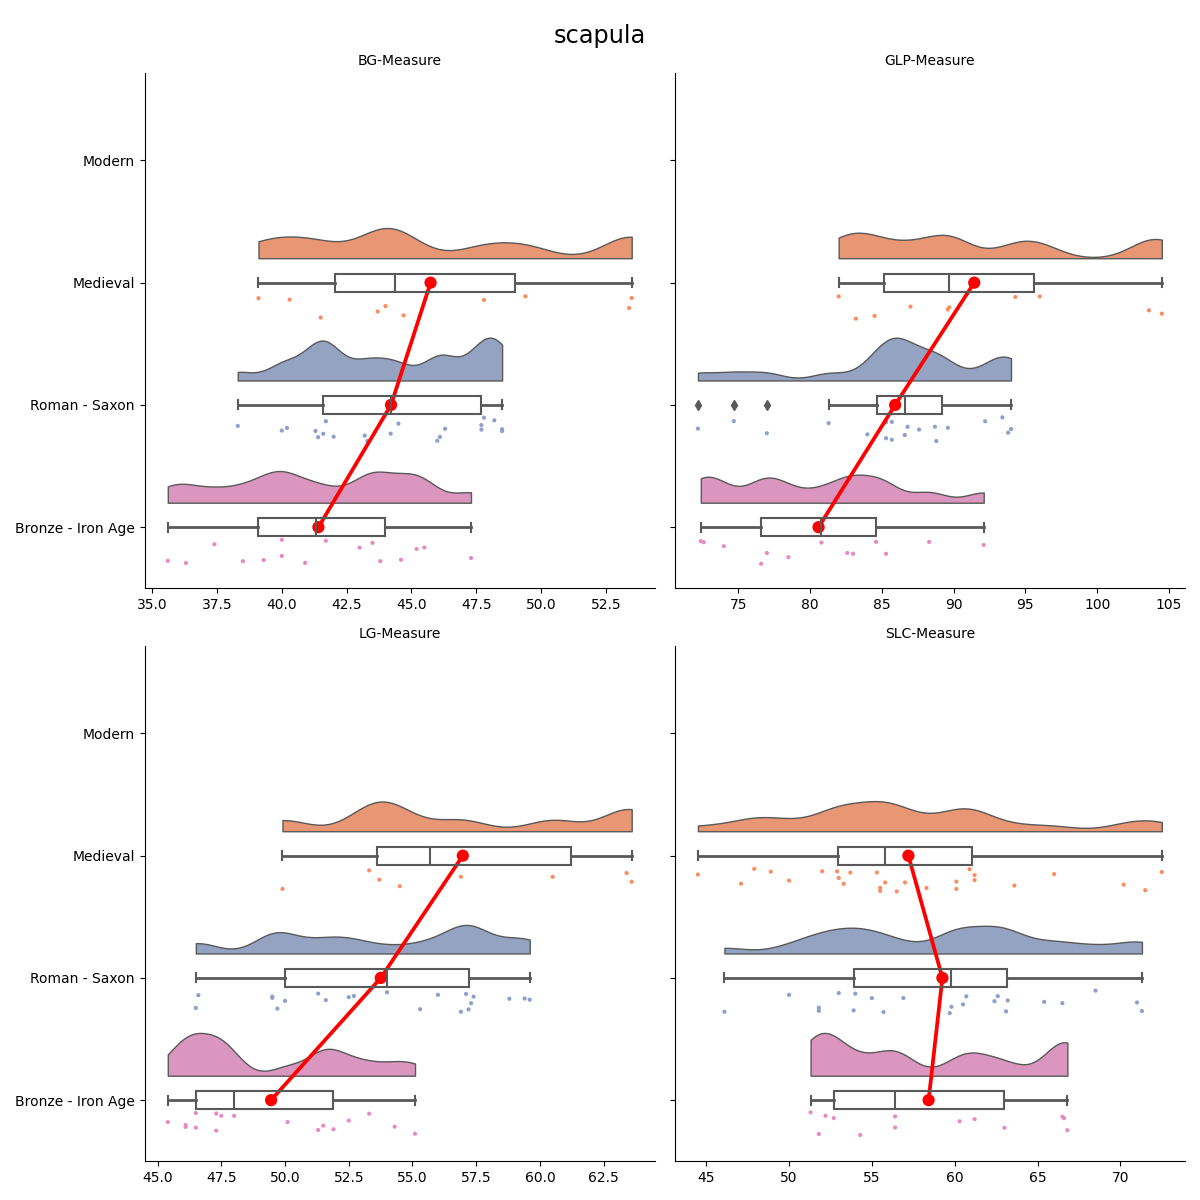 scapula
BG-Measure
GLP-Measure
Modern
Medieval
Roman - Saxon
Bronze - Iron Age
35.0 37.5 40.0 42.5 45.0 47.5 50.0 52.5
75 80 85 90 95 100 105
LG-Measure
SLC-Measure
Modern
Medieval
Roman - Saxon
Bronze - Iron Age
45.0 47.5 50.0 52.5 55.0 57.5 60.0 62.5
45 50 55 60 65 70